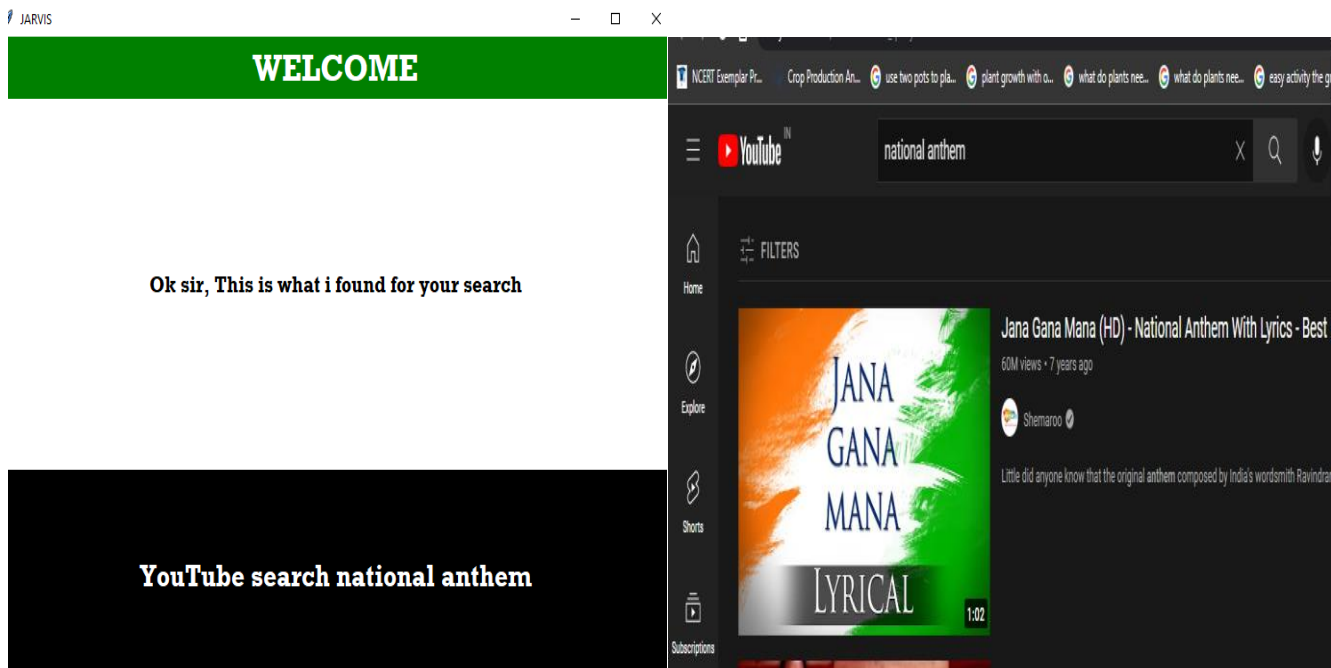 JARVIS
WELCOME
Ok sir, This is what i found for your search
YouTube search national anthem
NCERT Exemplar Pr...
Crop Production An...
use two pots to pla...
plant growth with o...
what do plants nee...
what do plants nee...
easy activity the g
YouTube IN
national anthem
FILTERS
Home
Explore
Shorts
Subscriptions
JANA
GANA
MANA
LYRICAL
1:02
Jana Gana Mana (HD) - National Anthem With Lyrics - Best
60M views • 7 years ago
Shemaroo
Little did anyone know that the original anthem composed by India's wordsmith Ravindran